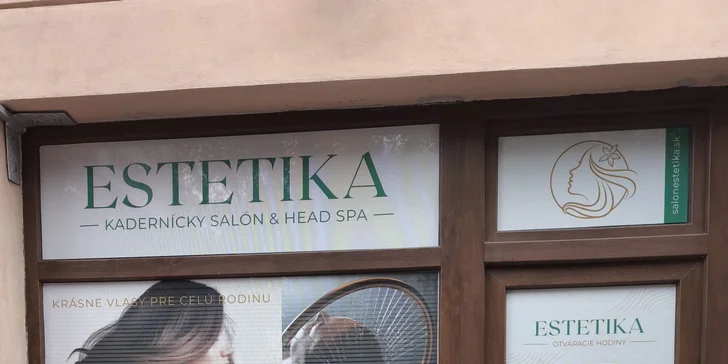 ESTETIKA
— KADERNÍCKY SALÓN & HEAD SPA —
salonestetika.sk
KRÁSNE VLASY PRE CELÚ RODINU
ESTETIKA
— OTVÁRACIE HODINY —